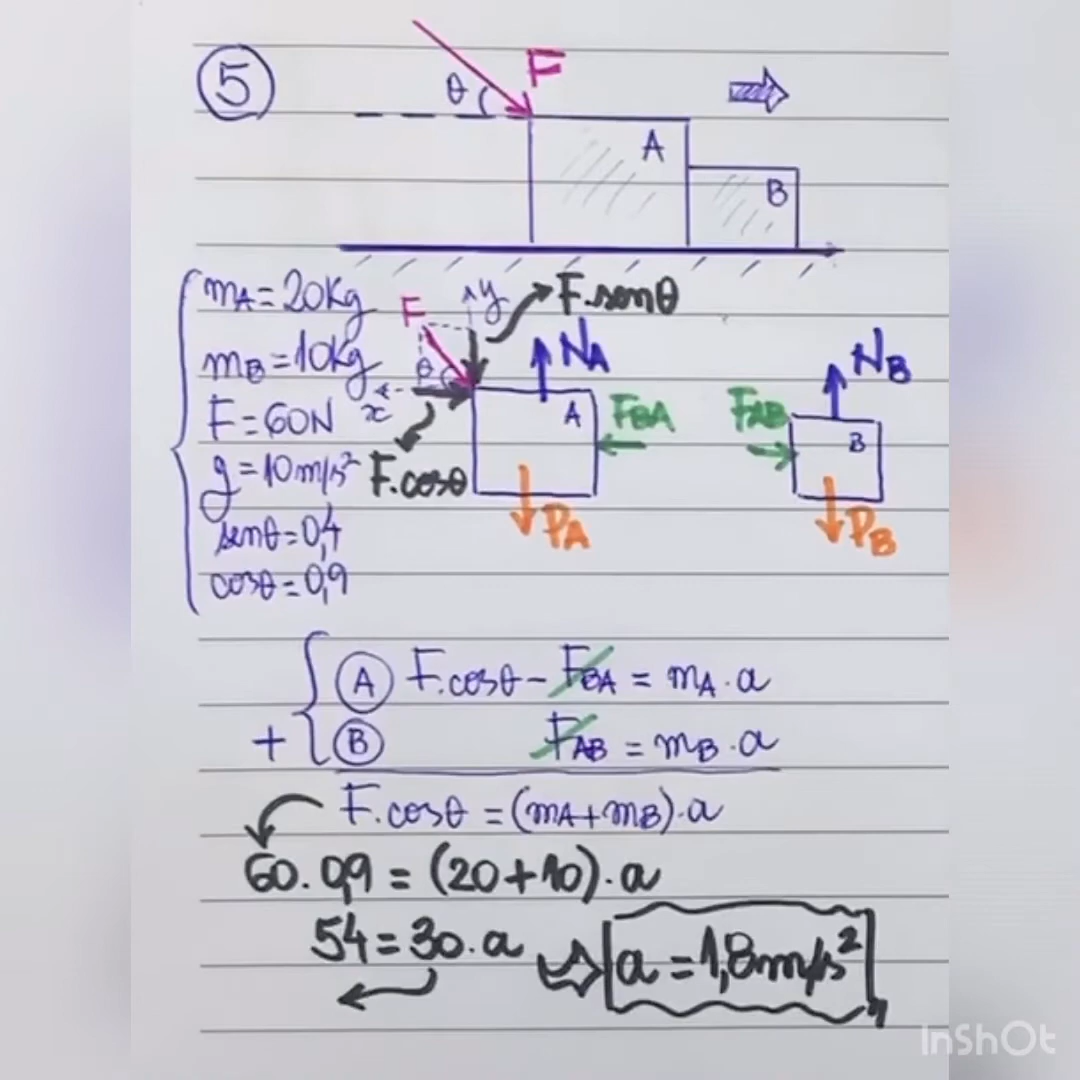 5
F
θ
A
B
mA = 20Kg
mB = 10Kg
F = 60N
g = 10m/s²
senθ = 0,4
cosθ = 0,9
F
y
F.senθ
θ
x
F.cosθ
NA
A
FBA
PA
NB
FAB
B
PB
+
A F.cosθ - FBA = mA.a
B FAB = mB.a
F.cosθ = (mA+mB).a
60.0,9 = (20+10).a
54 = 30.a ⇨ a = 1,8m/s²
InShOt